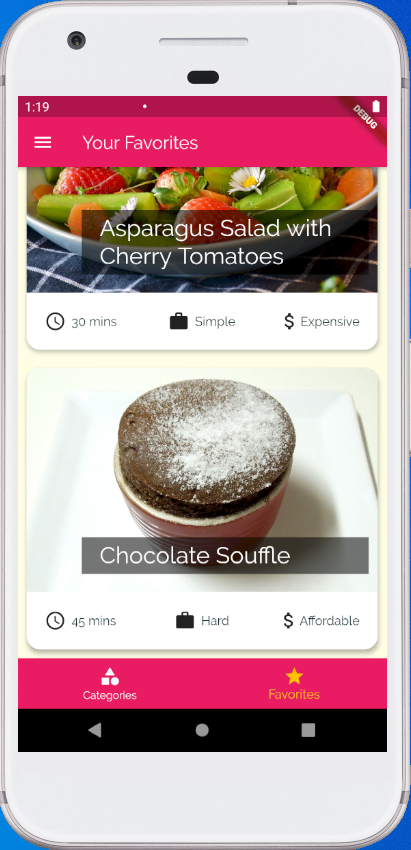 1:19
DEBUG
Your Favorites
Asparagus Salad with
Cherry Tomatoes
30 mins Simple $ Expensive
Chocolate Souffle
45 mins Hard $ Affordable
Categories Favorites